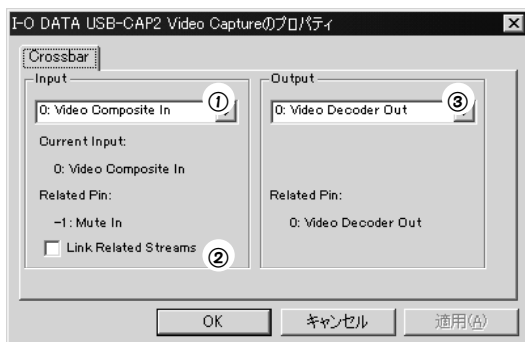 I-O DATA USB-CAP2 Video Captureのプロパティ
Crossbar
Input
0: Video Composite In
①
Current Input:
0: Video Composite In
Related Pin:
-1: Mute In
Link Related Streams
②
Output
0: Video Decoder Out
③
Related Pin:
0: Video Decoder Out
OK
キャンセル
適用(A)